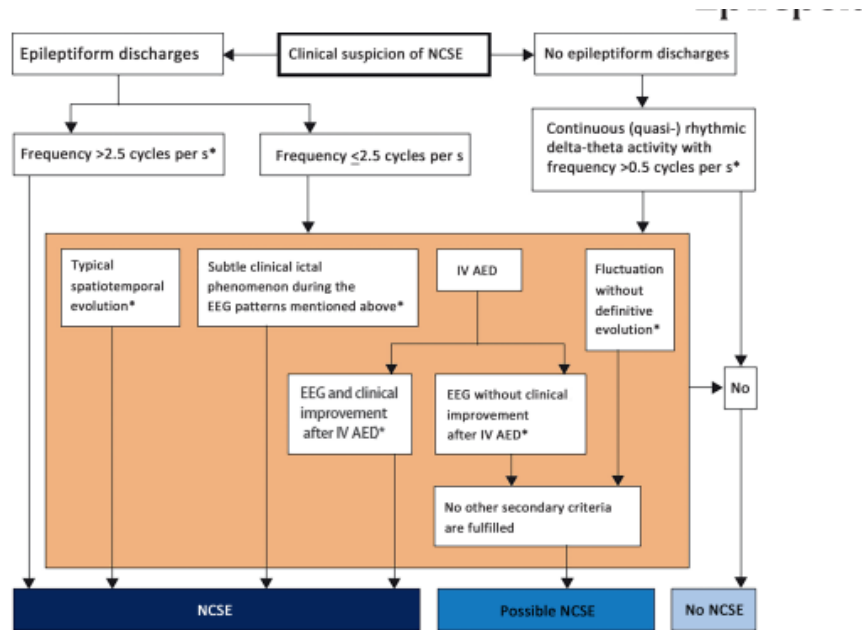 Epileptiform discharges
Clinical suspicion of NCSE
No epileptiform discharges
Frequency >2.5 cycles per s*
Frequency ≤2.5 cycles per s
Continuous (quasi-) rhythmic
delta-theta activity with
frequency >0.5 cycles per s*
Typical
spatiotemporal
evolution*
Subtle clinical ictal
phenomenon during the
EEG patterns mentioned above*
IV AED
Fluctuation
without
definitive
evolution*
No
EEG and clinical
improvement
after IV AED*
EEG without clinical
improvement
after IV AED*
No other secondary criteria
are fulfilled
NCSE
Possible NCSE
No NCSE